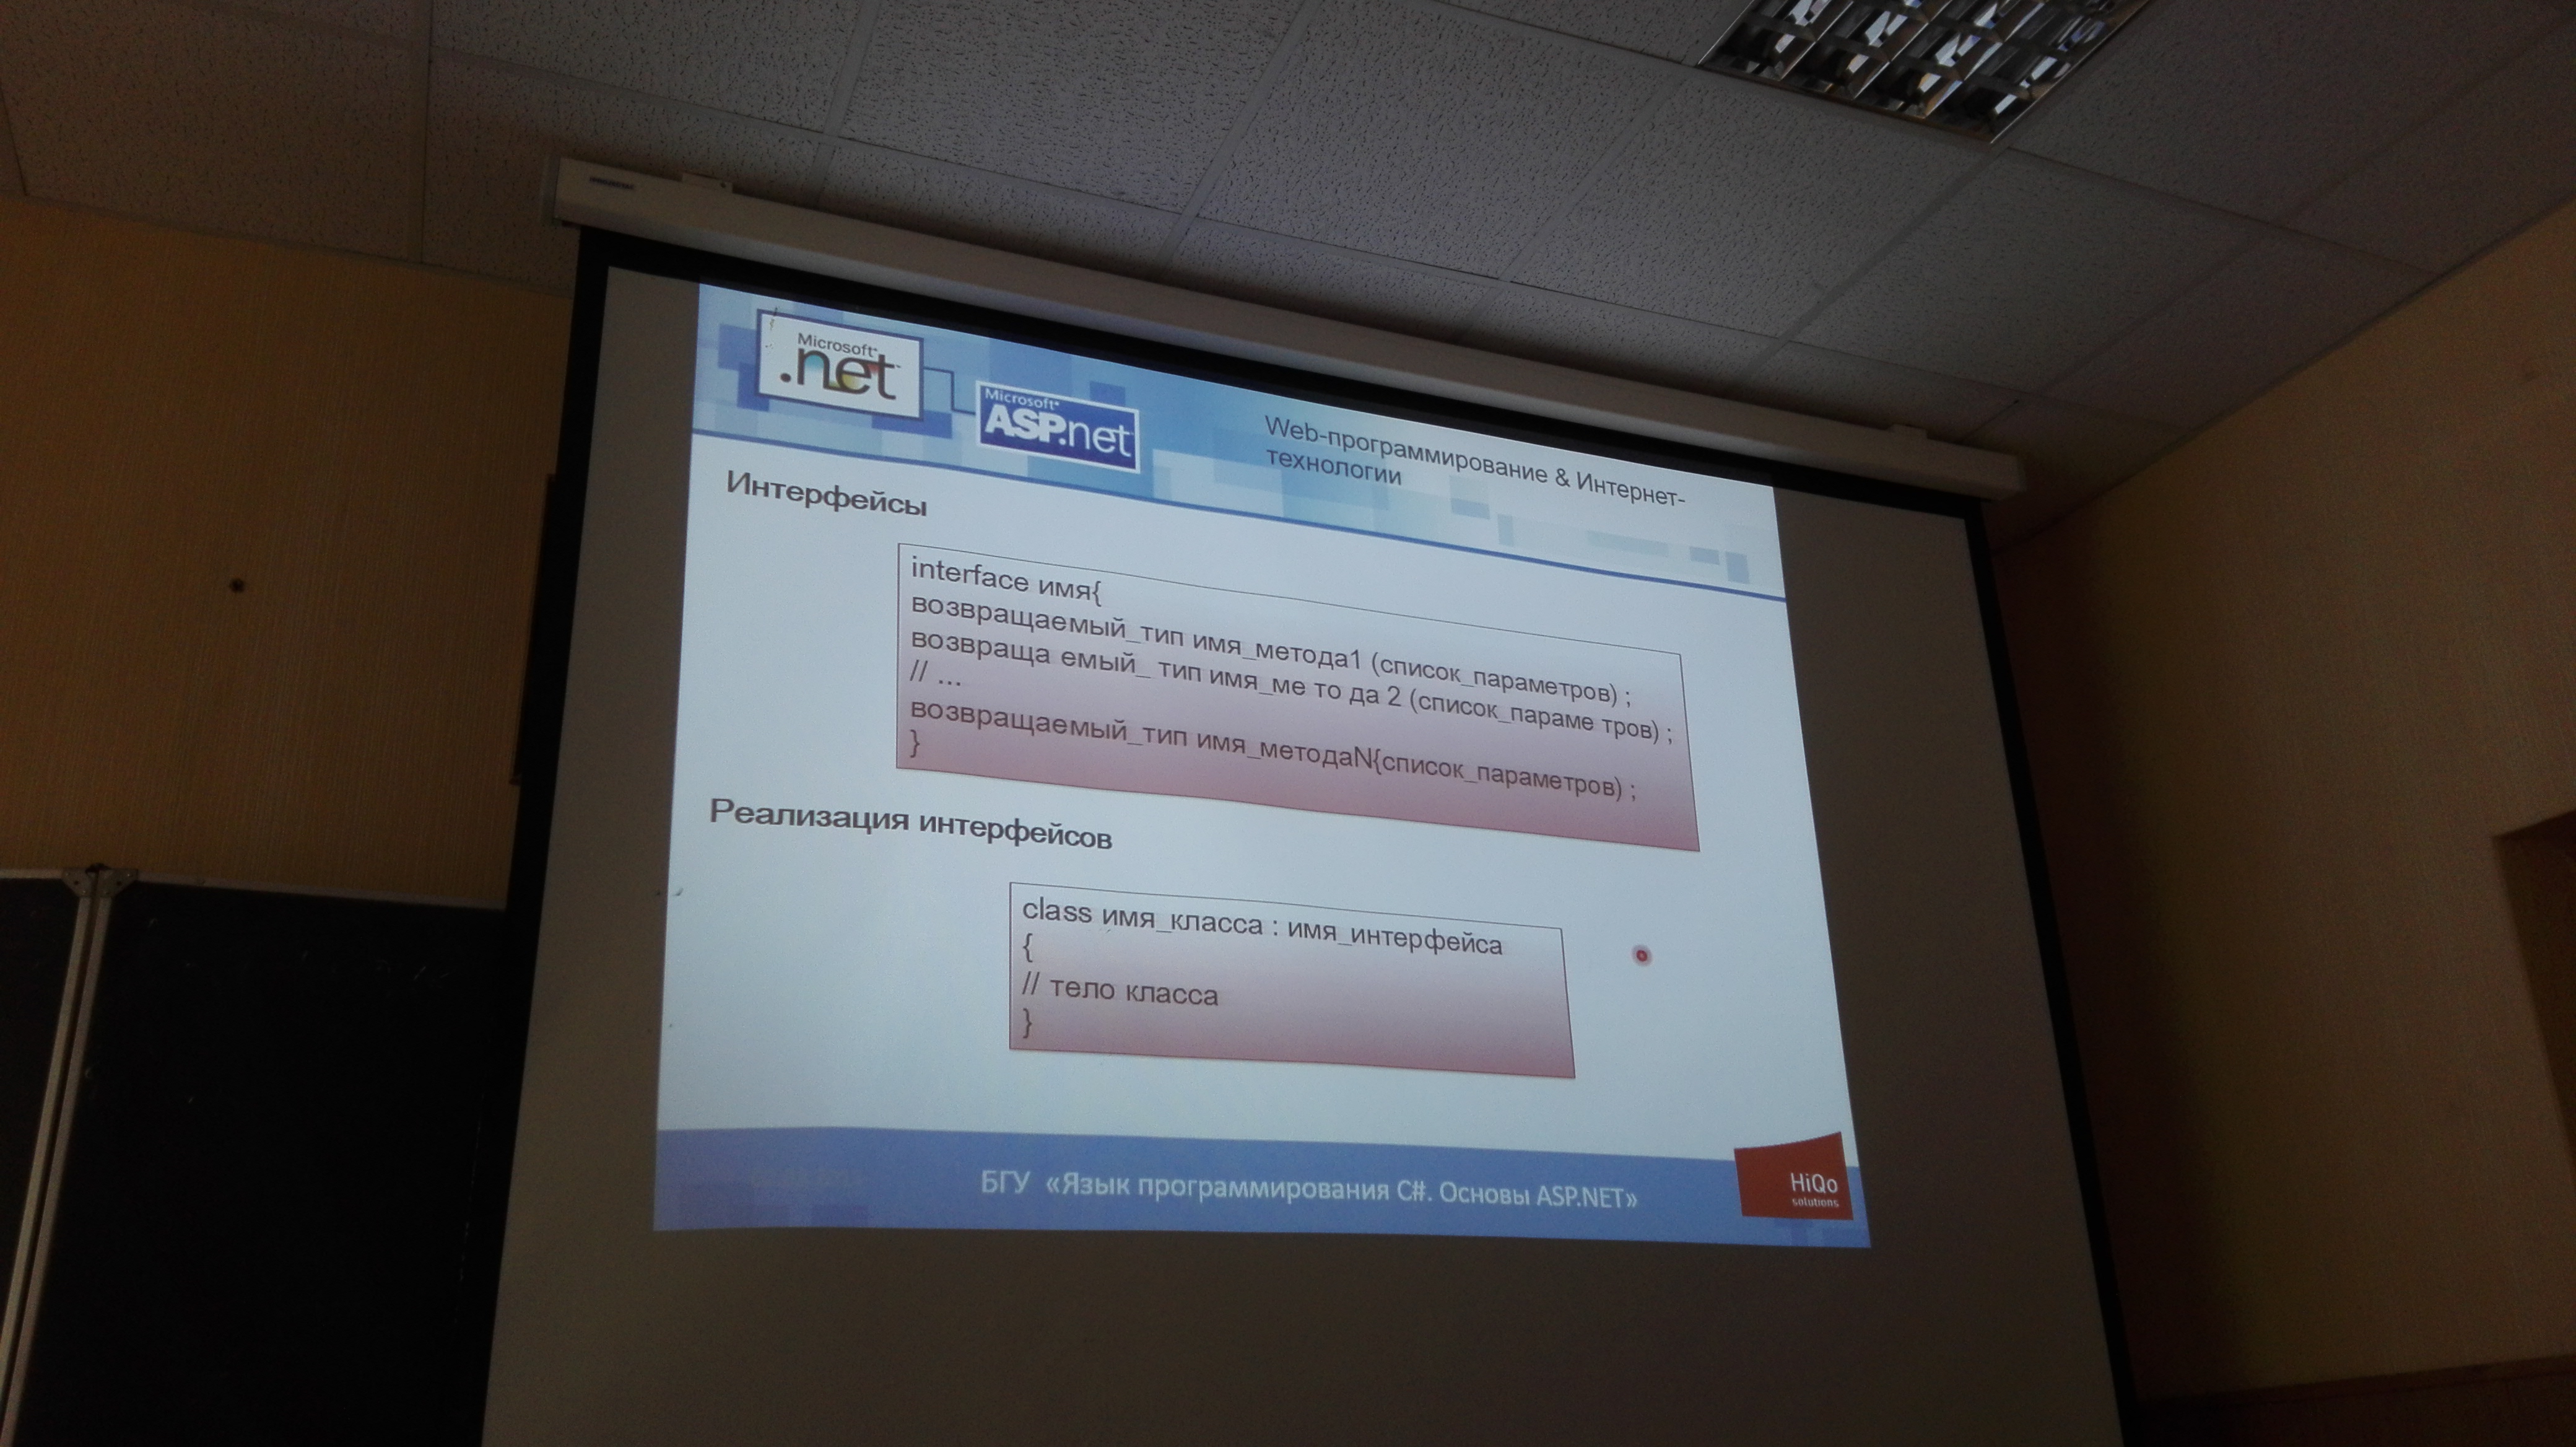 Microsoft
.net
Microsoft
ASP.net
Web-программирование & Интернет-
технологии
Интерфейсы
interface имя{
возвращаемый_тип имя_метода1 (список_параметров) ;
возвраща емый_ тип имя_ме то да 2 (список_параме тров) ;
// ...
возвращаемый_тип имя_методаN{список_параметров) ;
}
Реализация интерфейсов
class имя_класса : имя_интерфейса
{
// тело класса
}
БГУ «Язык программирования C#. Основы ASP.NET»
HiQo
solutions